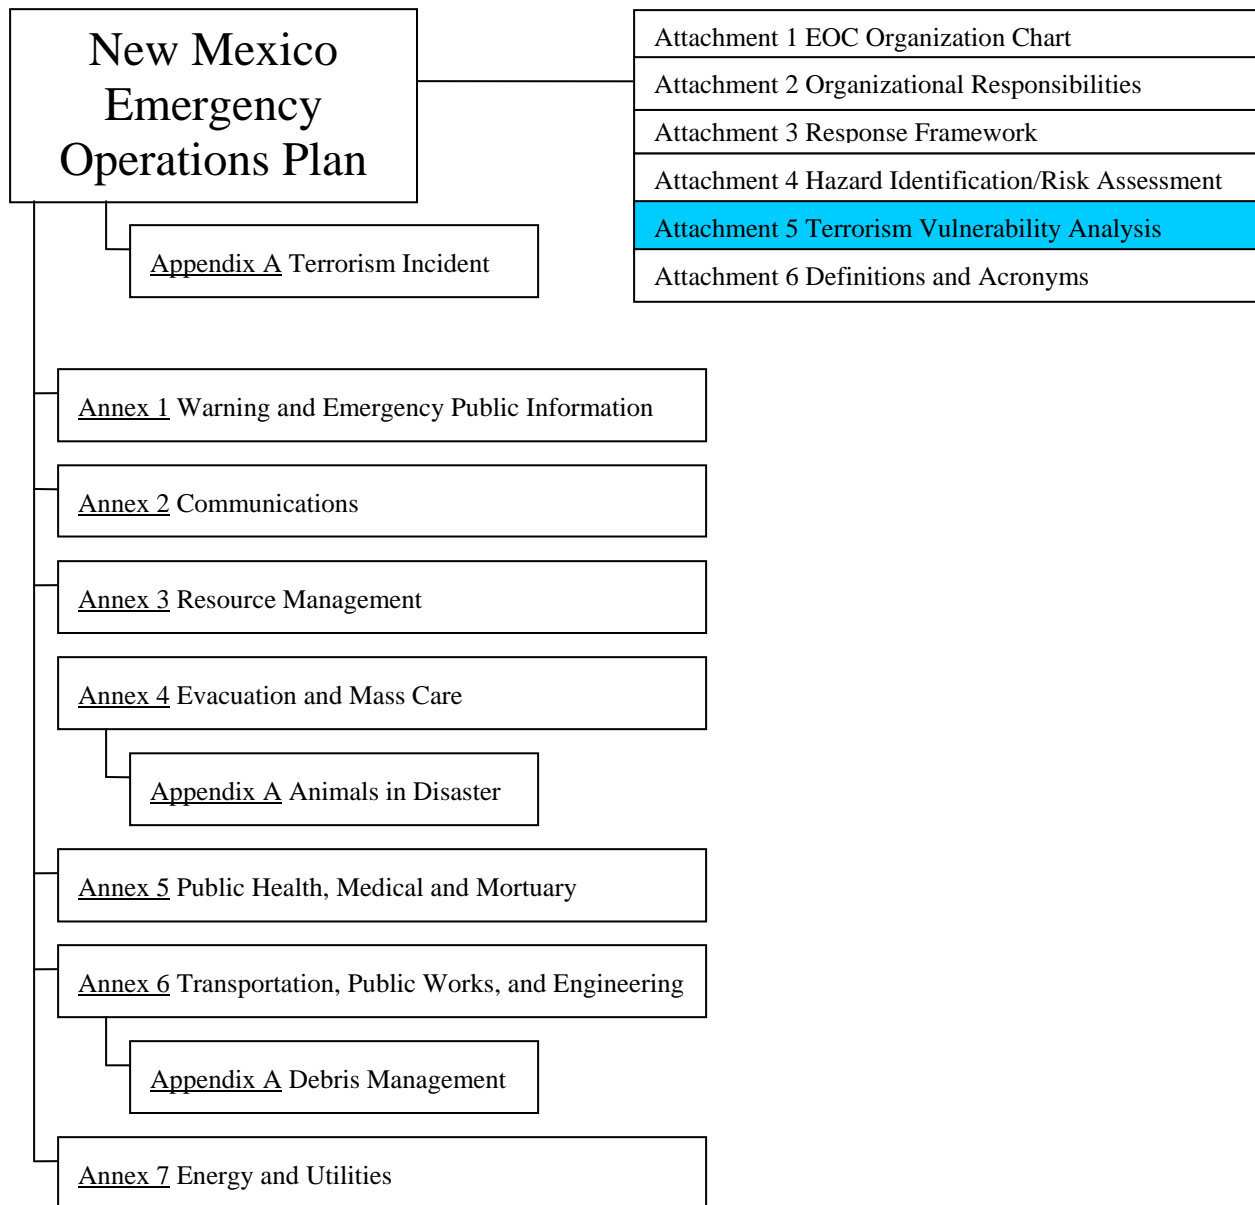 New Mexico
Emergency
Operations Plan
Attachment 1 EOC Organization Chart
Attachment 2 Organizational Responsibilities
Attachment 3 Response Framework
Attachment 4 Hazard Identification/Risk Assessment
Attachment 5 Terrorism Vulnerability Analysis
Attachment 6 Definitions and Acronyms
Appendix A Terrorism Incident
Annex 1 Warning and Emergency Public Information
Annex 2 Communications
Annex 3 Resource Management
Annex 4 Evacuation and Mass Care
Appendix A Animals in Disaster
Annex 5 Public Health, Medical and Mortuary
Annex 6 Transportation, Public Works, and Engineering
Appendix A Debris Management
Annex 7 Energy and Utilities